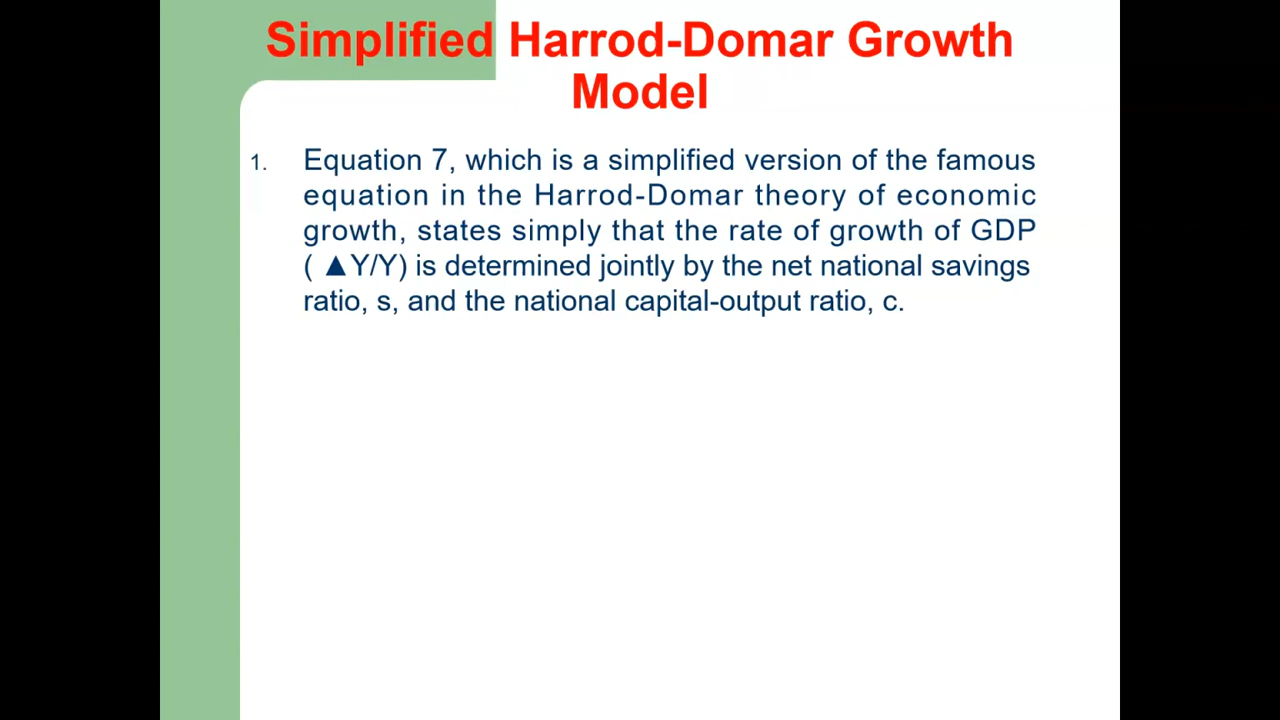 Simplified Harrod-Domar Growth
Model
1. Equation 7, which is a simplified version of the famous
equation in the Harrod-Domar theory of economic
growth, states simply that the rate of growth of GDP
( ▲Y/Y) is determined jointly by the net national savings
ratio, s, and the national capital-output ratio, c.